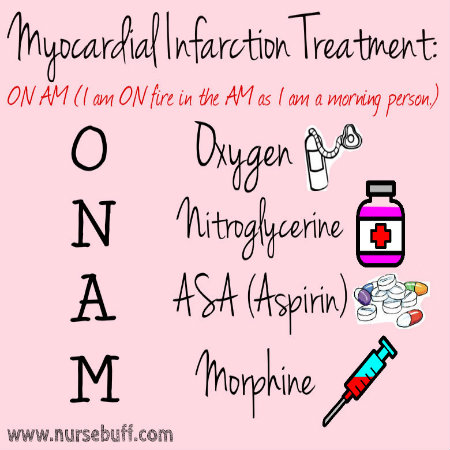 Myocardial Infarction Treatment:
ON AM (I am ON fire in the AM as I am a morning person.)
O Oxygen
N Nitroglycerine
A ASA (Aspirin)
M Morphine
www.nursebuff.com